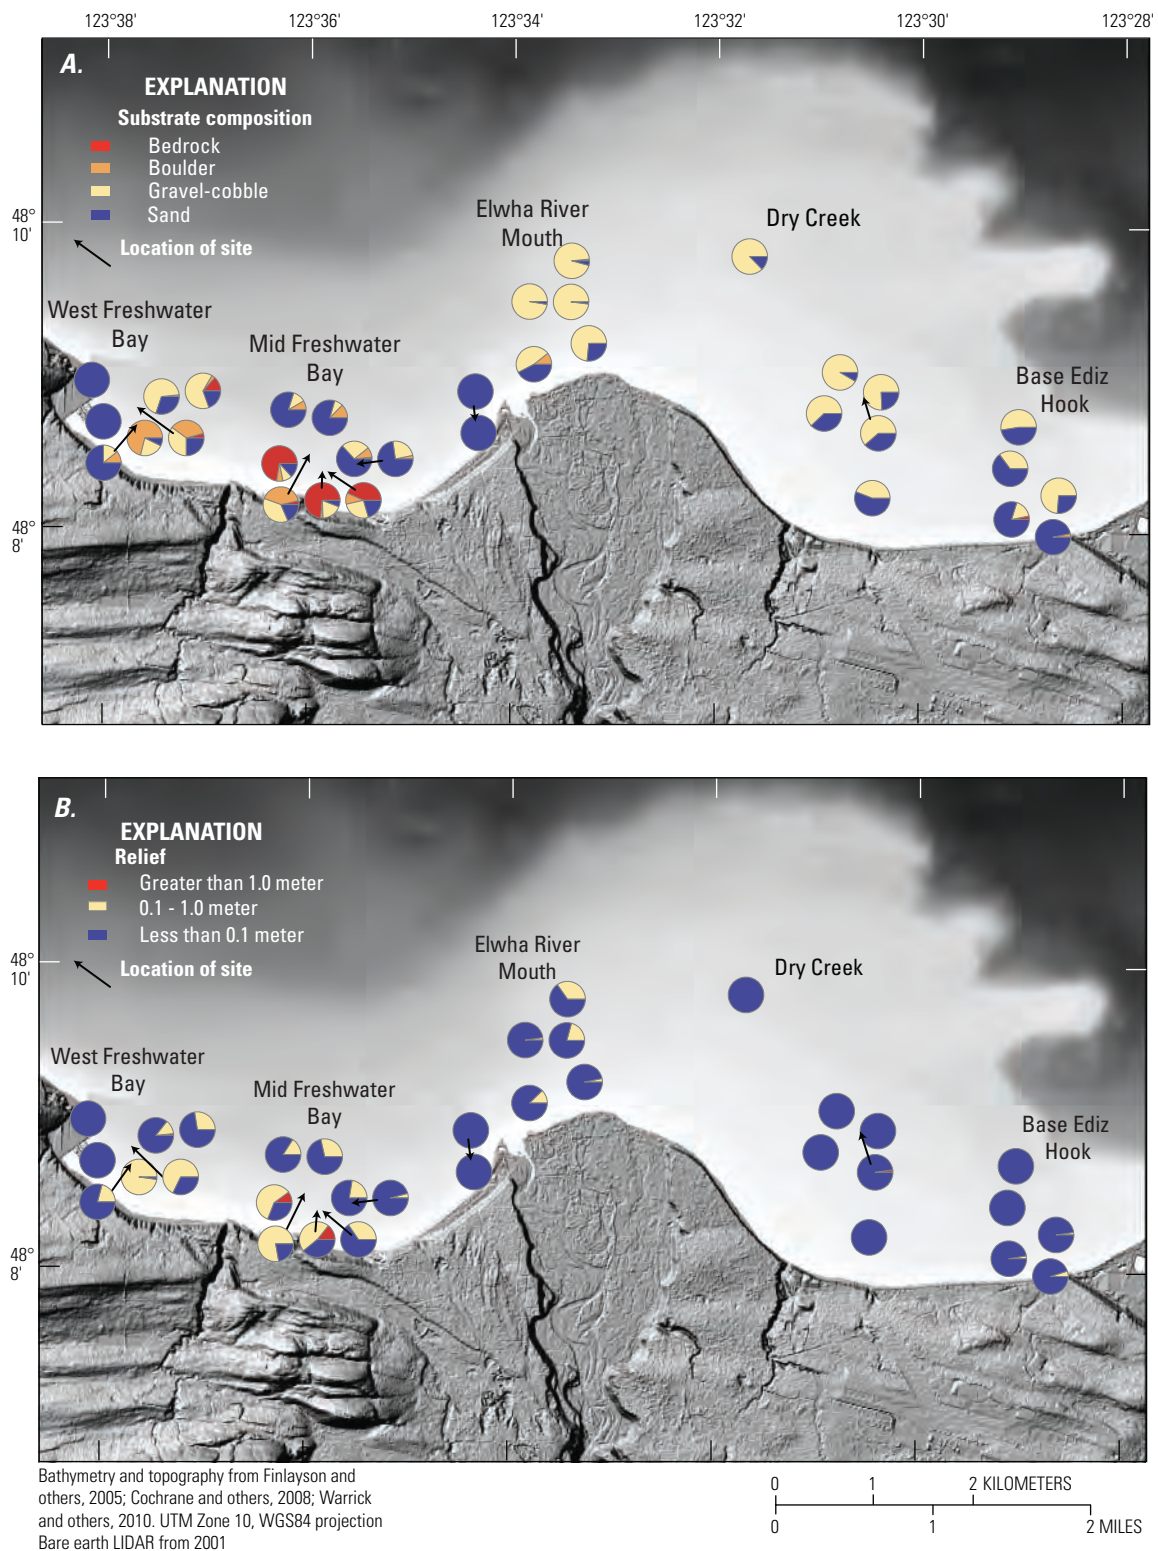 123°38' 123°36' 123°34' 123°32' 123°30' 123°28'
A.
EXPLANATION
Substrate composition
Bedrock
Boulder
Gravel-cobble
Sand
Location of site
48°
10'
Elwha River
Mouth
Dry Creek
West Freshwater
Bay
Mid Freshwater
Bay
Base Ediz
Hook
48°
8'
B.
EXPLANATION
Relief
Greater than 1.0 meter
0.1 - 1.0 meter
Less than 0.1 meter
Location of site
48°
10'
Elwha River
Mouth
Dry Creek
West Freshwater
Bay
Mid Freshwater
Bay
Base Ediz
Hook
48°
8'
Bathymetry and topography from Finlayson and
others, 2005; Cochrane and others, 2008; Warrick
and others, 2010. UTM Zone 10, WGS84 projection
Bare earth LIDAR from 2001
0 1 2 KILOMETERS
0 1 2 MILES